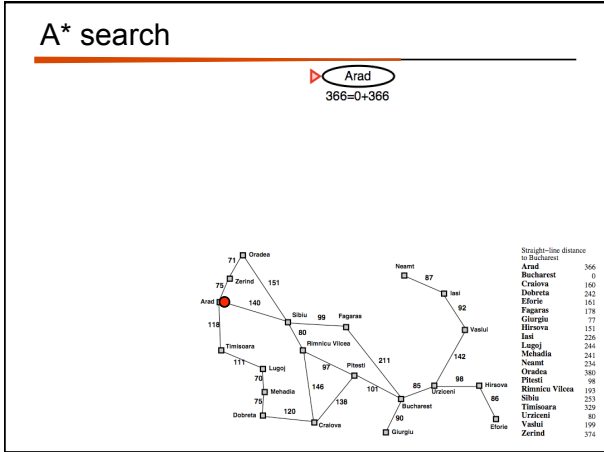 A* search
Arad
366=0+366
Oradea
71
Neamt
87
Zerind
151
75
Iasi
Arad
140
92
Sibiu
99
Fagaras
118
80
Vaslui
Timisoara
Rimnicu Vilcea
111
Lugoj
97
Pitesti
211
142
70
98
Hirsova
Mehadia
146
101
85
Urziceni
75
138
86
Bucharest
Dobreta
120
90
Craiova
Giurgiu
Eforie
Straight-line distance
to Bucharest
Arad 366
Bucharest 0
Craiova 160
Dobreta 242
Eforie 161
Fagaras 178
Giurgiu 77
Hirsova 151
Iasi 226
Lugoj 244
Mehadia 241
Neamt 234
Oradea 380
Pitesti 98
Rimnicu Vilcea 193
Sibiu 253
Timisoara 329
Urziceni 80
Vaslui 199
Zerind 374